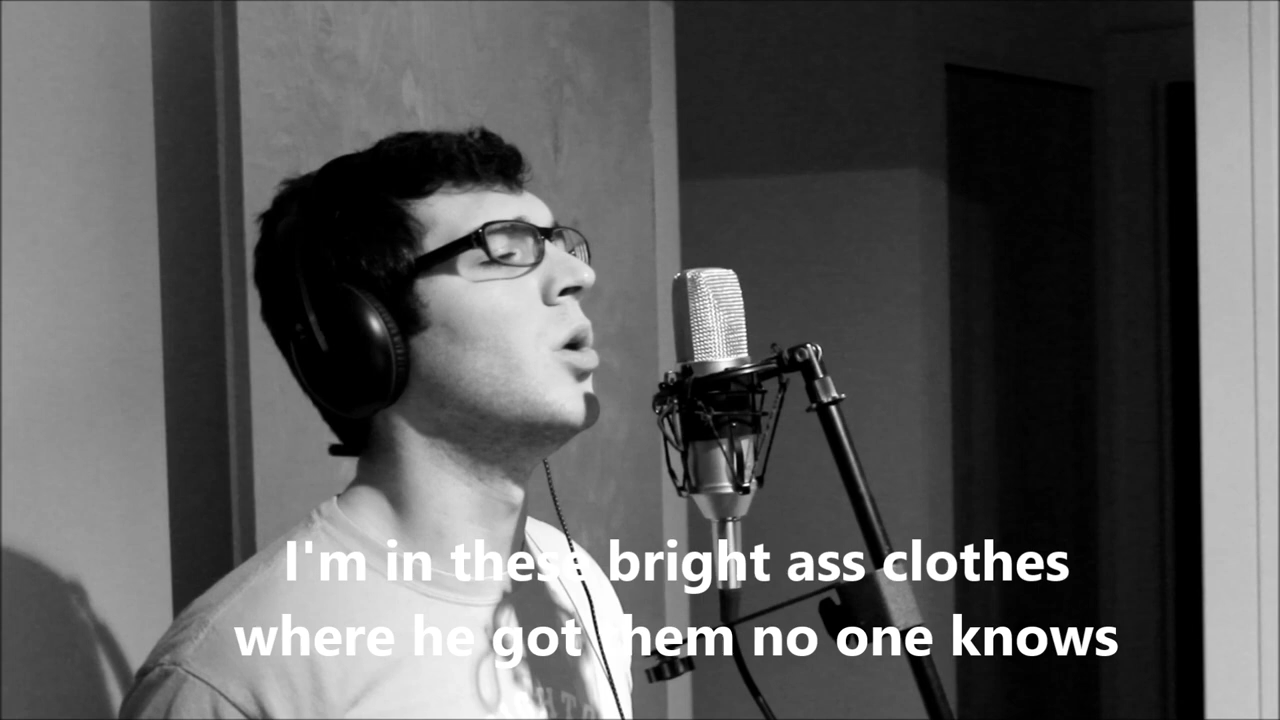 I'm in these bright ass clothes
where he got them no one knows